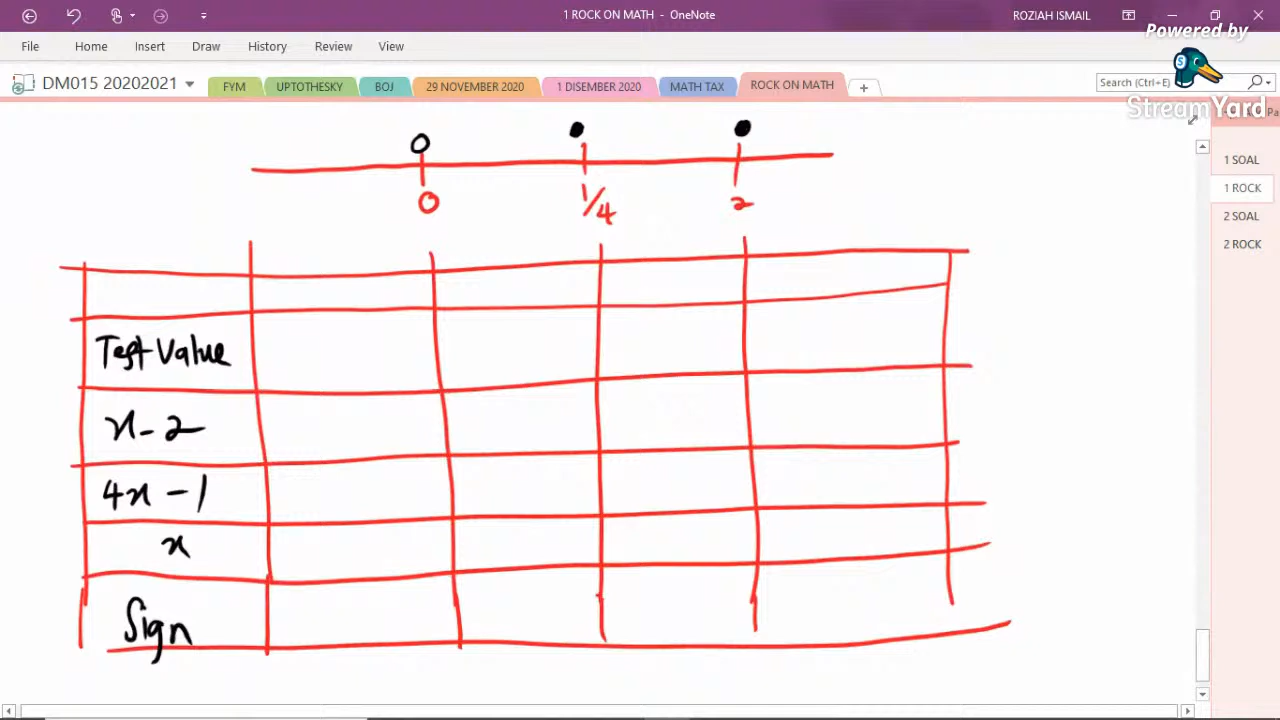 1 ROCK ON MATH - OneNote
ROZIAH ISMAIL
Powered by
File Home Insert Draw History Review View
DM015 20202021
FYM UPTOTHESKY BOJ 29 NOVEMBER 2020 1 DISEMBER 2020 MATH TAX ROCK ON MATH +
Search (Ctrl+E)
StreamYard
1 SOAL
1 ROCK
2 SOAL
2 ROCK
0 1/4 2
Test Value
x - 2
4x - 1
x
Sign